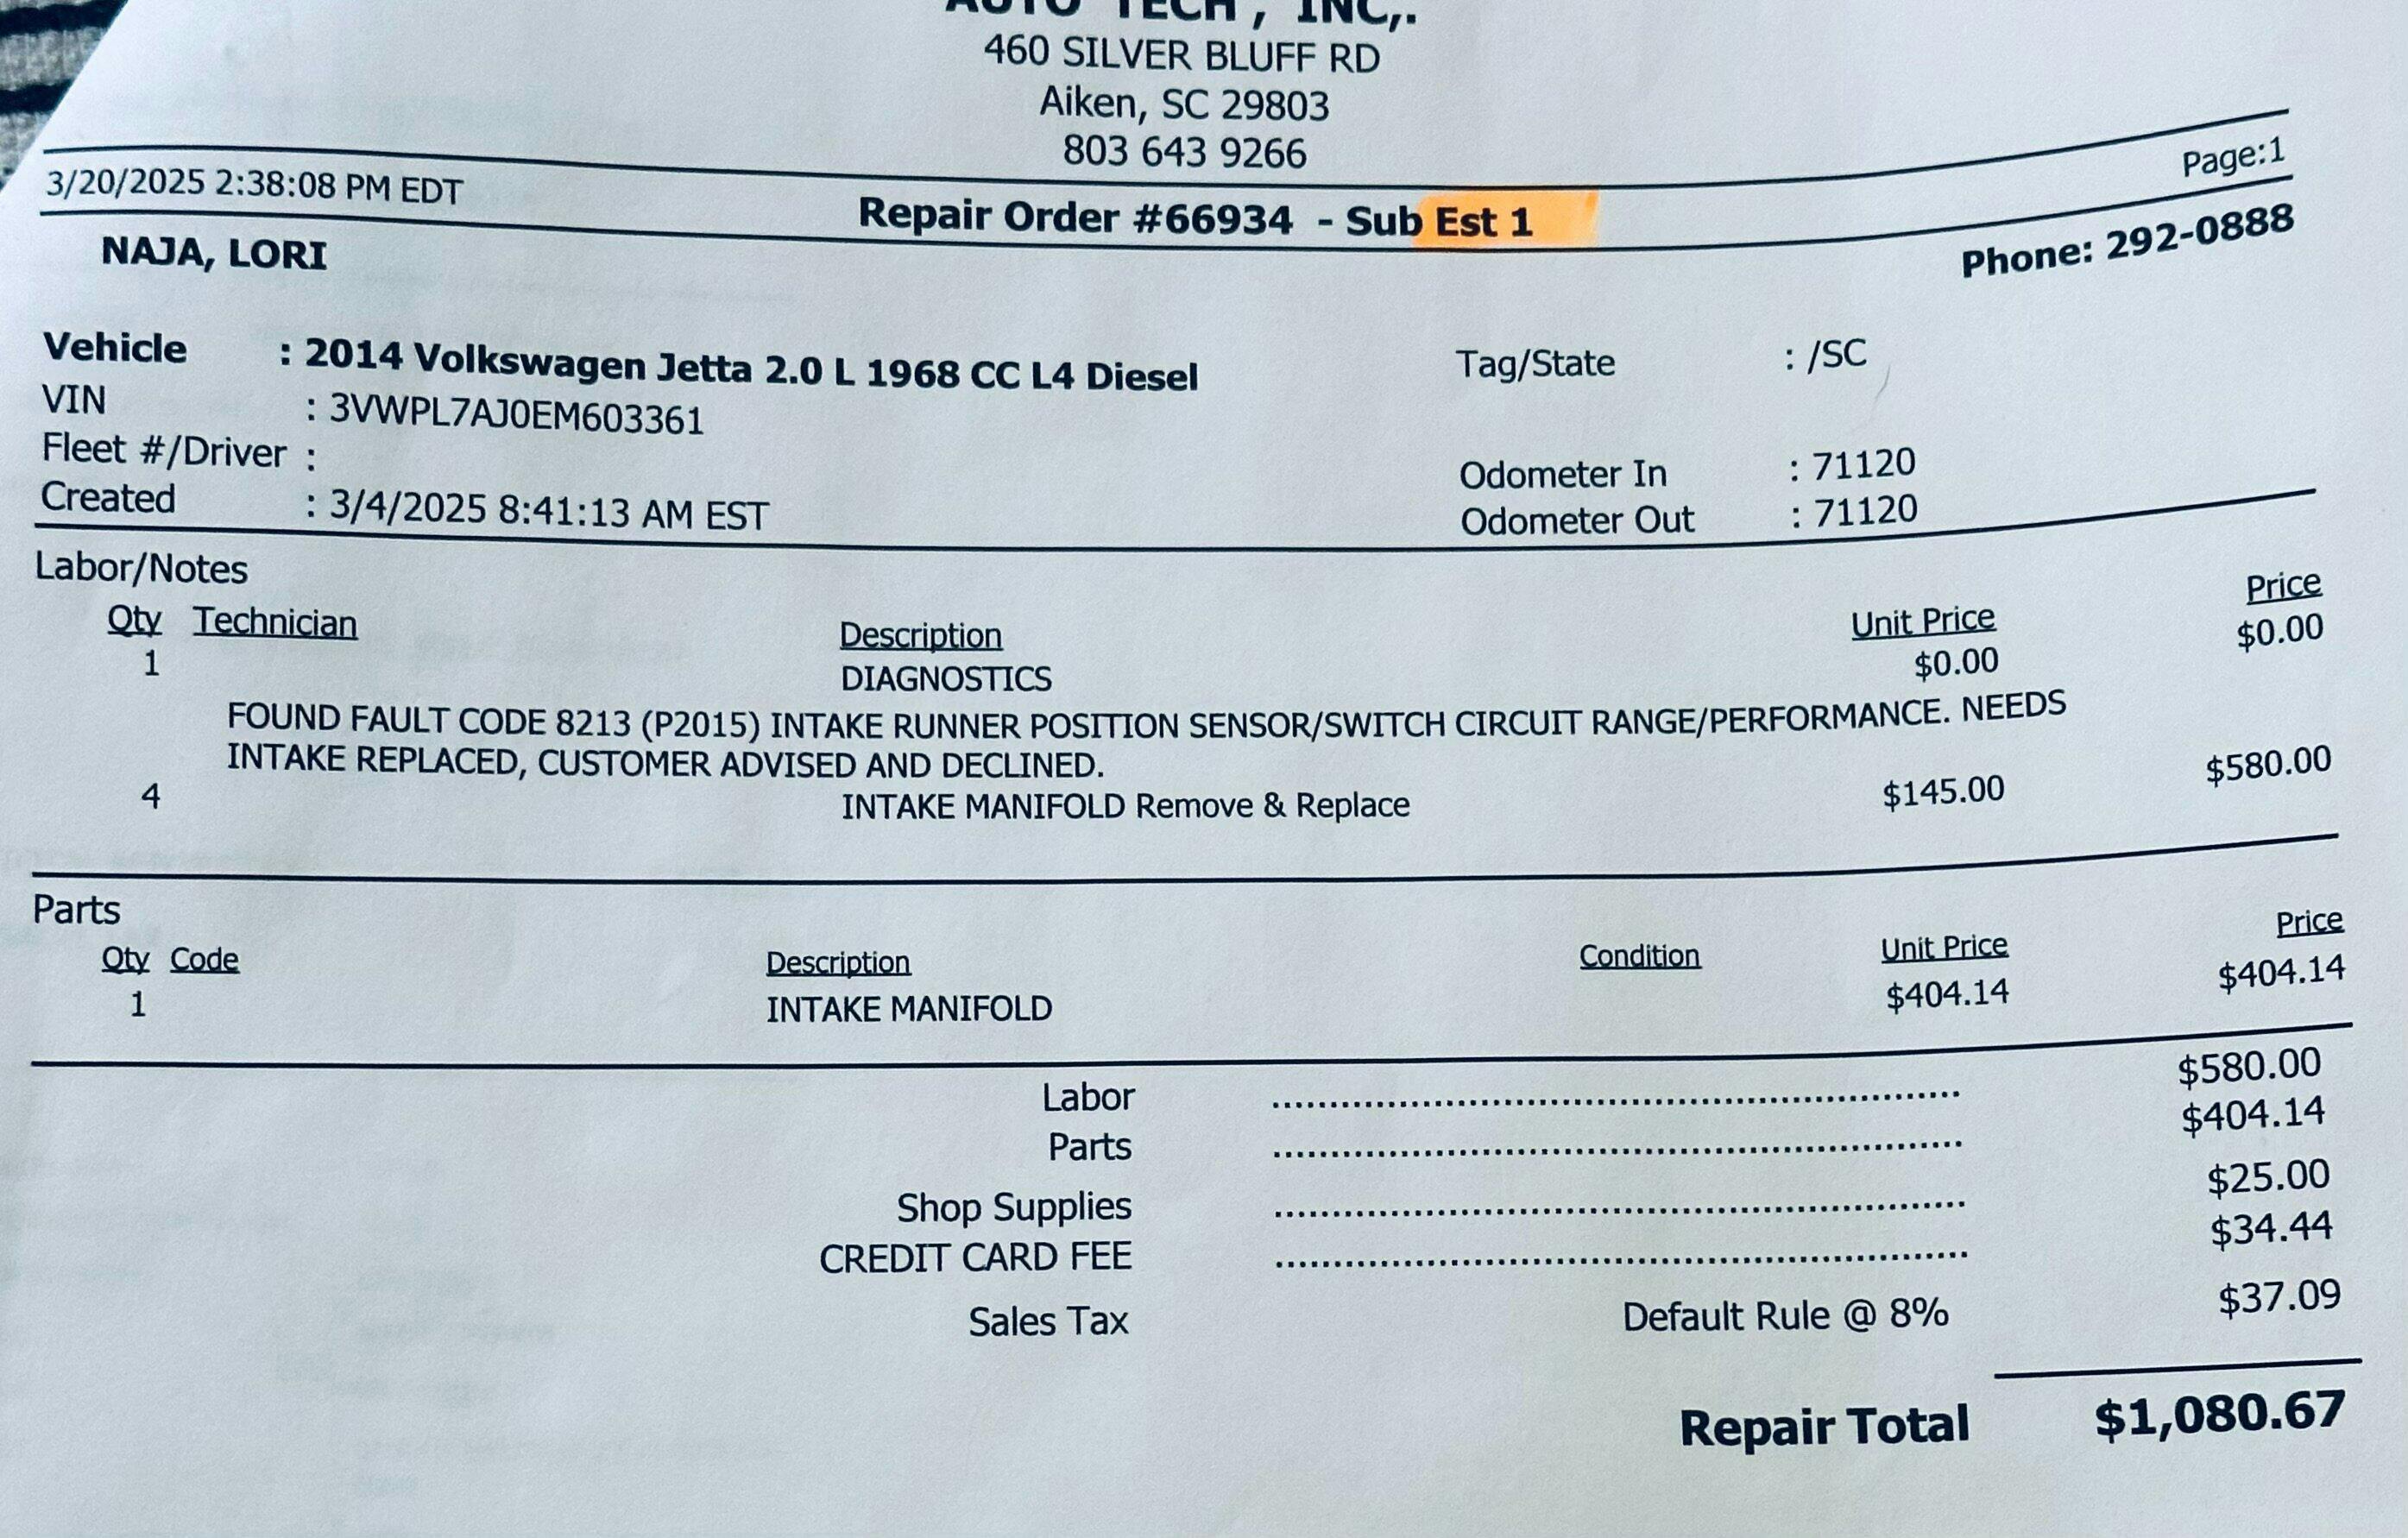 AUTO TECH, INC,.
460 SILVER BLUFF RD
Aiken, SC 29803
803 643 9266
3/20/2025 2:38:08 PM EDT Page:1
Repair Order #66934 - Sub Est 1
NAJA, LORI Phone: 292-0888
Vehicle : 2014 Volkswagen Jetta 2.0 L 1968 CC L4 Diesel Tag/State : /SC
VIN : 3VWPL7AJ0EM603361
Fleet #/Driver : Odometer In : 71120
Created : 3/4/2025 8:41:13 AM EST Odometer Out : 71120
Labor/Notes
Qty Technician Description Unit Price Price
1 DIAGNOSTICS $0.00 $0.00
FOUND FAULT CODE 8213 (P2015) INTAKE RUNNER POSITION SENSOR/SWITCH CIRCUIT RANGE/PERFORMANCE. NEEDS
INTAKE REPLACED, CUSTOMER ADVISED AND DECLINED.
4 INTAKE MANIFOLD Remove & Replace $145.00 $580.00
Parts
Qty Code Description Condition Unit Price Price
1 INTAKE MANIFOLD $404.14 $404.14
Labor $580.00
Parts $404.14
Shop Supplies $25.00
CREDIT CARD FEE $34.44
Sales Tax Default Rule @ 8% $37.09
Repair Total $1,080.67